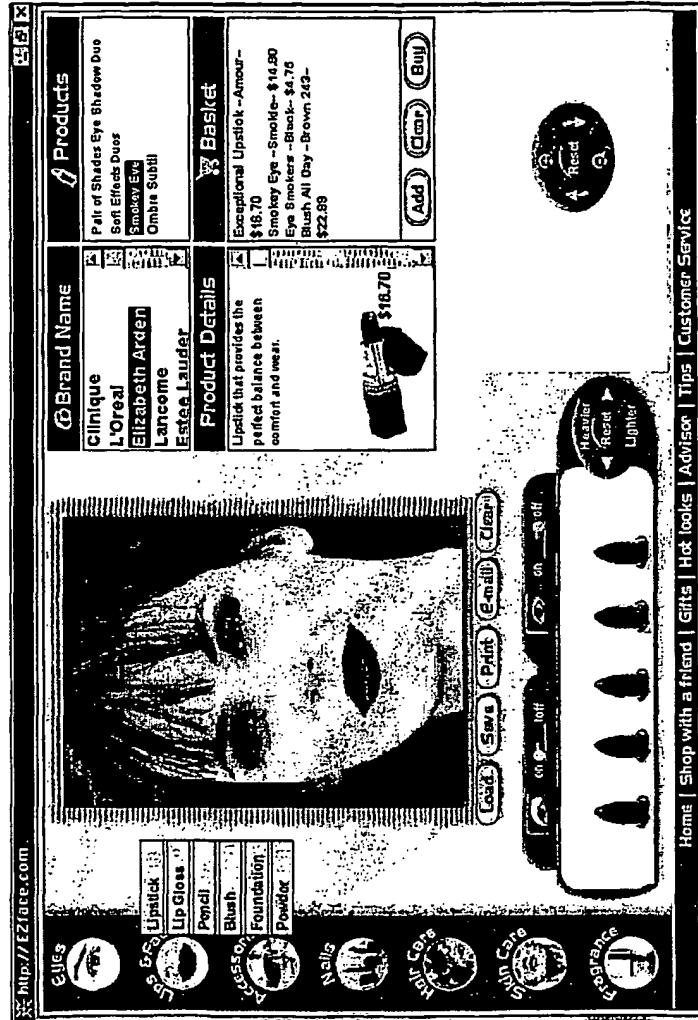 http://EZface.com
Eyes
Lips & Fa
Accessor
Nails
Hair Care
Skin Care
Fragrance
Lipstick
Lip Gloss
Pencil
Blush
Foundation
Powder
Load Save Print E-mail Clear
on off
on off
Heavier
Reset
Lighter
Brand Name
Clinique
L'Oreal
Elizabeth Arden
Lancome
Estee Lauder
Products
Pair of Shades Eye Shadow Duo
Soft Effects Duos
Smokey Eye
Ombre Subtil
Product Details
Lipstick that provides the
perfect balance between
comfort and wear.
$16.70
Basket
Exceptional Lipstick -Amour-
$16.70
Smokey Eye -Smokie- $14.80
Eye Smokers -Black- $4.75
Blush All Day -Brown 243-
$22.99
Add Clear Buy
Reset
Home | Shop with a friend | Gifts | Hot looks | Advisor | Tips | Customer Service